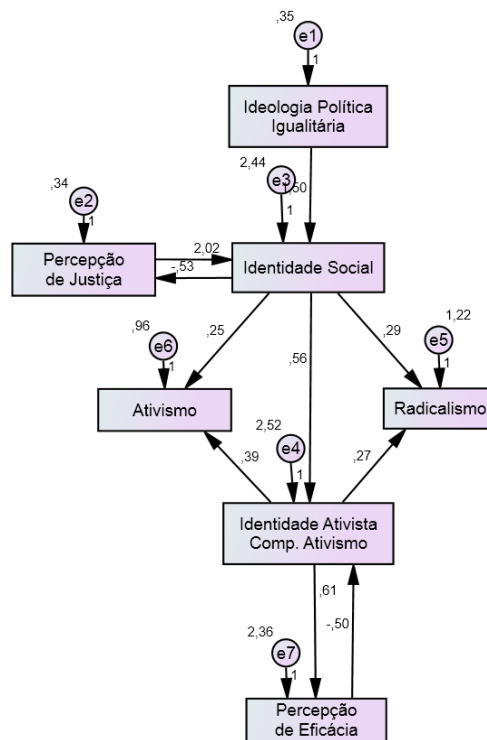 ,35
e1
1
Ideologia Política
Igualitária
2,44
e3
1,50
1
,34
e2
1
Percepção
de Justiça
2,02
-,53
Identidade Social
,96
e6
1
,25
,56
,29
1,22
e5
1
Ativismo
Radicalismo
2,52
e4
1
,39
,27
Identidade Ativista
Comp. Ativismo
,61
-,50
2,36
e7
1
Percepção
de Eficácia